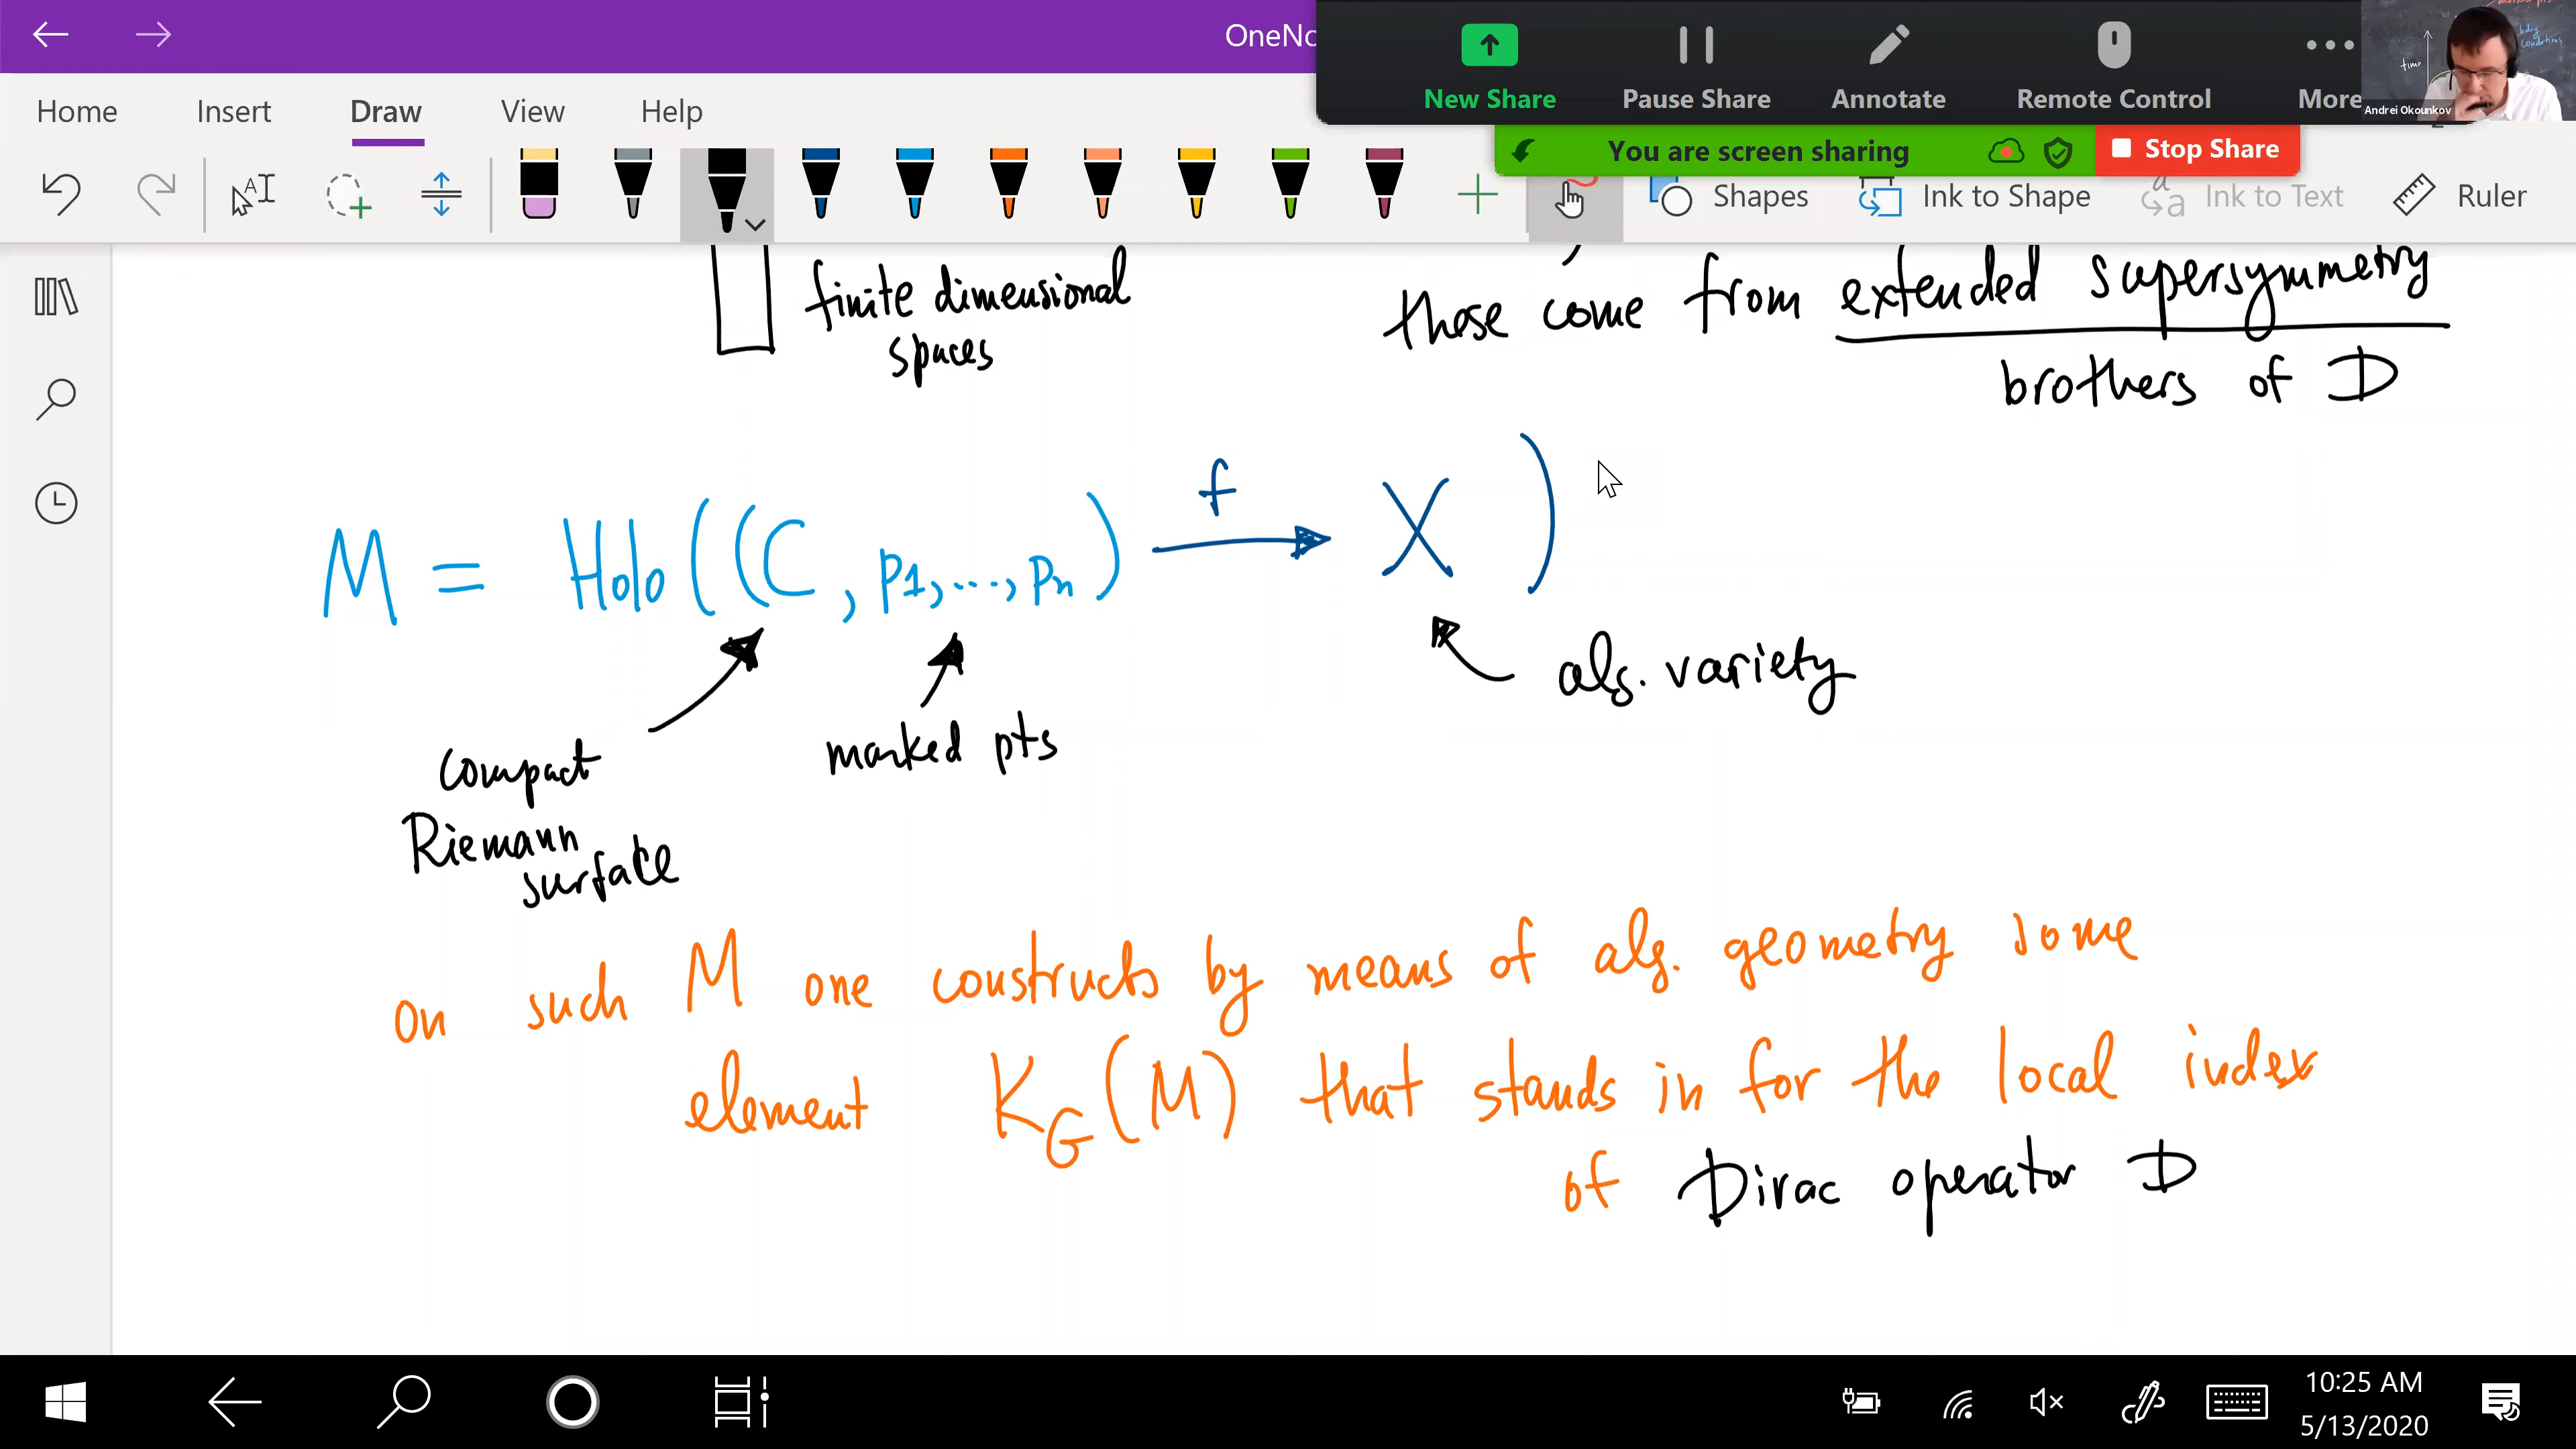 OneNo
New Share
Pause Share
Annotate
Remote Control
More
time
Andrei Okounkov
Home Insert Draw View Help
You are screen sharing
Stop Share
Shapes
Ink to Shape
Ink to Text
Ruler
finite dimensional
spaces
these come from extended supersymmetry
brothers of D
M = Holo((C, p1,..., pn) f → X)
alg. variety
marked pts
compact
Riemann
surface
on such M one constructs by means of alg. geometry some
element K_G(M) that stands in for the local index
of Dirac operator D
10:25 AM
5/13/2020